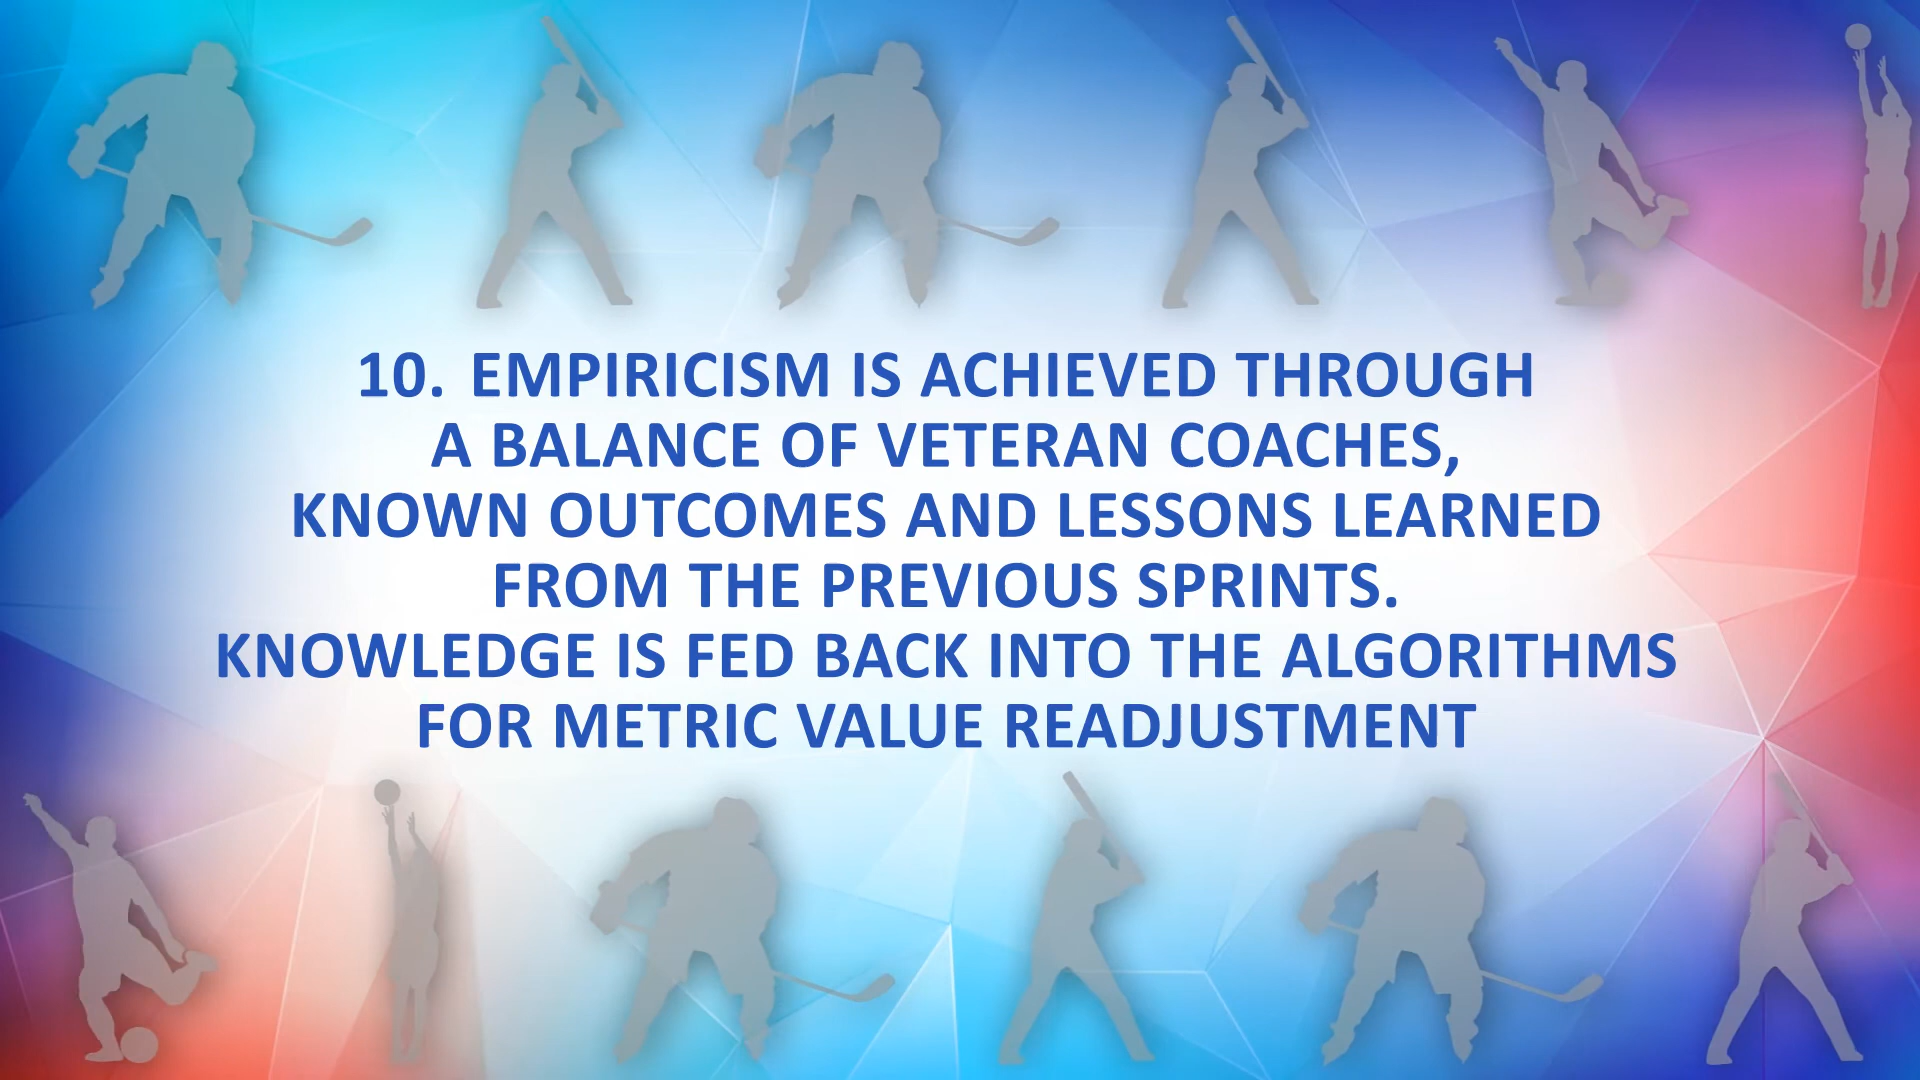 10. EMPIRICISM IS ACHIEVED THROUGH
A BALANCE OF VETERAN COACHES,
KNOWN OUTCOMES AND LESSONS LEARNED
FROM THE PREVIOUS SPRINTS.
KNOWLEDGE IS FED BACK INTO THE ALGORITHMS
FOR METRIC VALUE READJUSTMENT